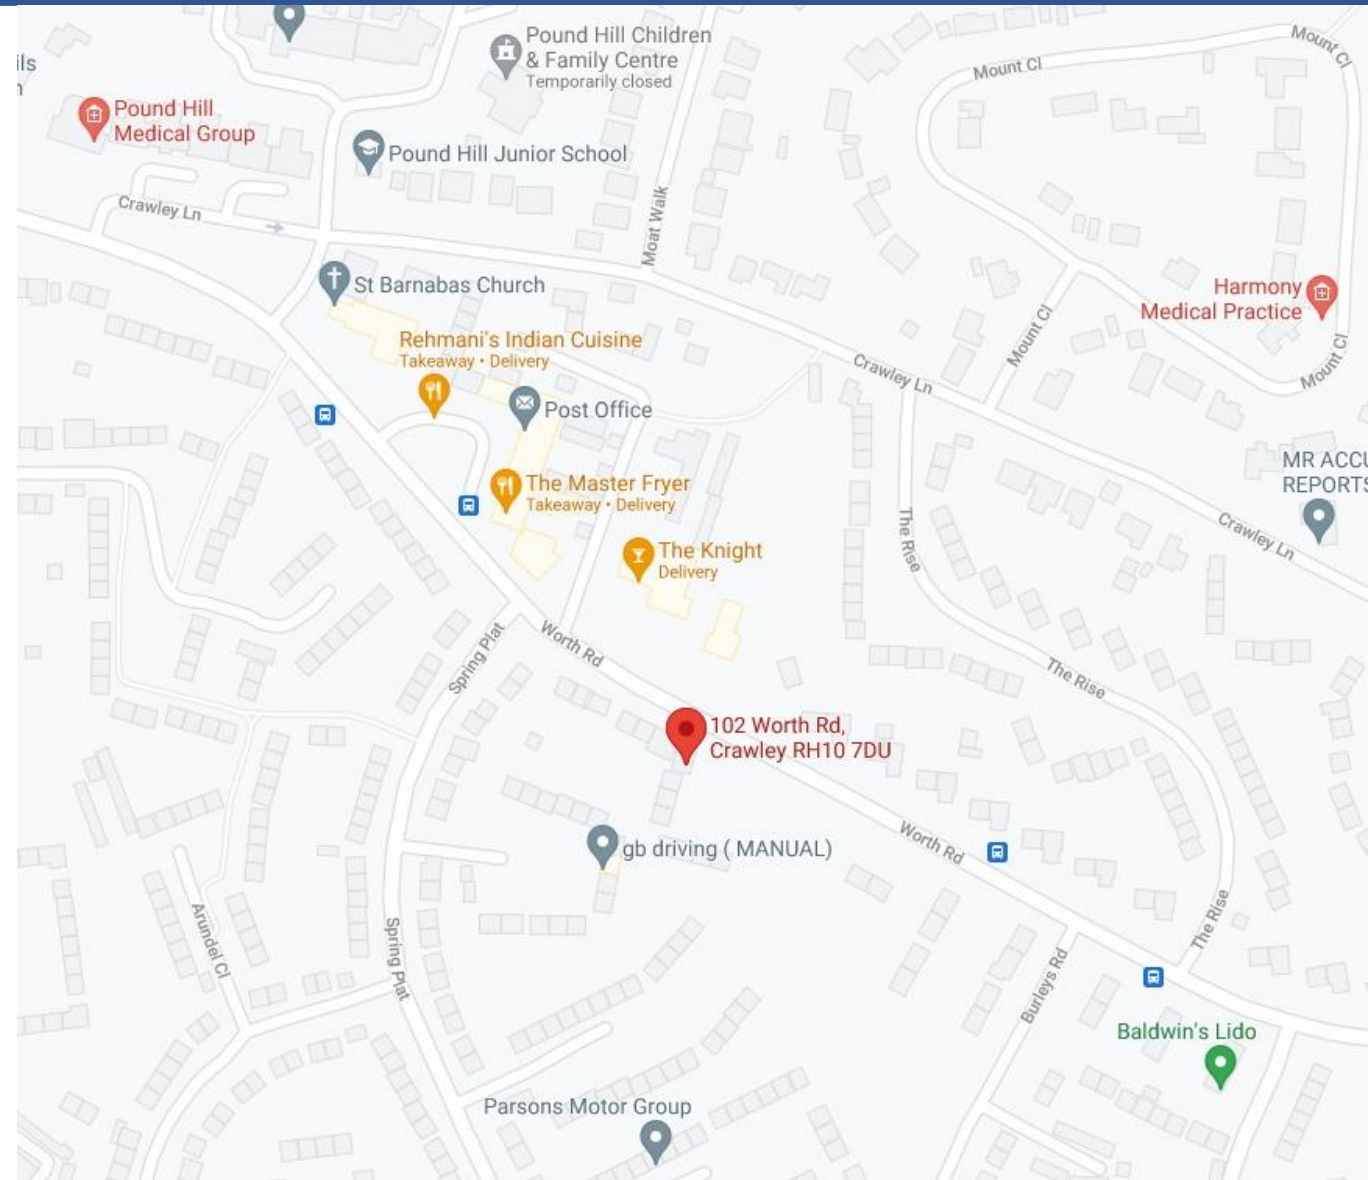 ils
Pound Hill Children
& Family Centre
Temporarily closed
Mount Cl
Mount Cl
Pound Hill
Medical Group
Pound Hill Junior School
Crawley Ln
Moat Walk
St Barnabas Church
Harmony
Medical Practice
Mount Cl
Mount Cl
Rehmani's Indian Cuisine
Takeaway • Delivery
Crawley Ln
Post Office
MR ACCU
REPORTS
The Master Fryer
Takeaway • Delivery
The Rise
Crawley Ln
The Knight
Delivery
Spring Plat
Worth Rd
The Rise
102 Worth Rd,
Crawley RH10 7DU
gb driving ( MANUAL)
Worth Rd
Arundel Cl
Spring Plat
The Rise
Burleys Rd
Baldwin's Lido
Parsons Motor Group